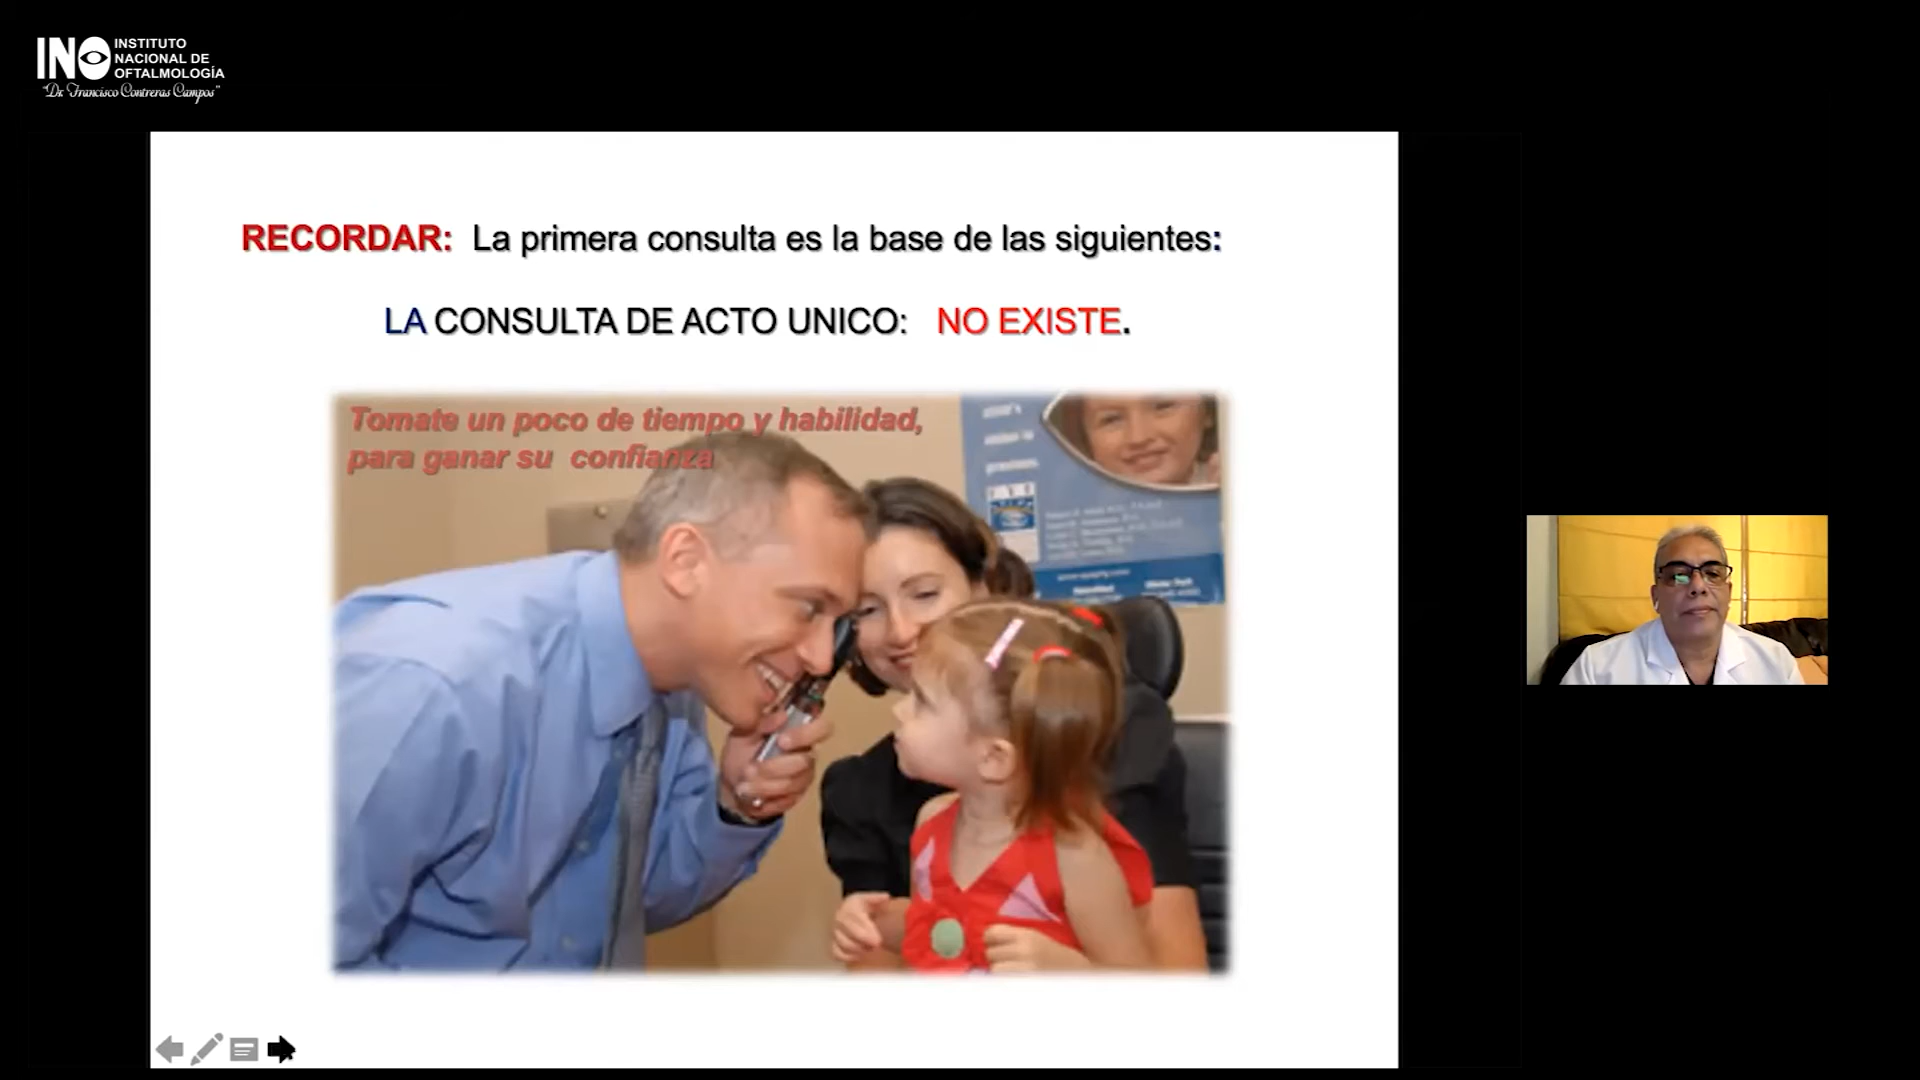 INO INSTITUTO
NACIONAL DE
OFTALMOLOGÍA
"Dr. Francisco Contreras Campos"
RECORDAR: La primera consulta es la base de las siguientes:
LA CONSULTA DE ACTO UNICO: NO EXISTE.
Tomate un poco de tiempo y habilidad,
para ganar su confianza